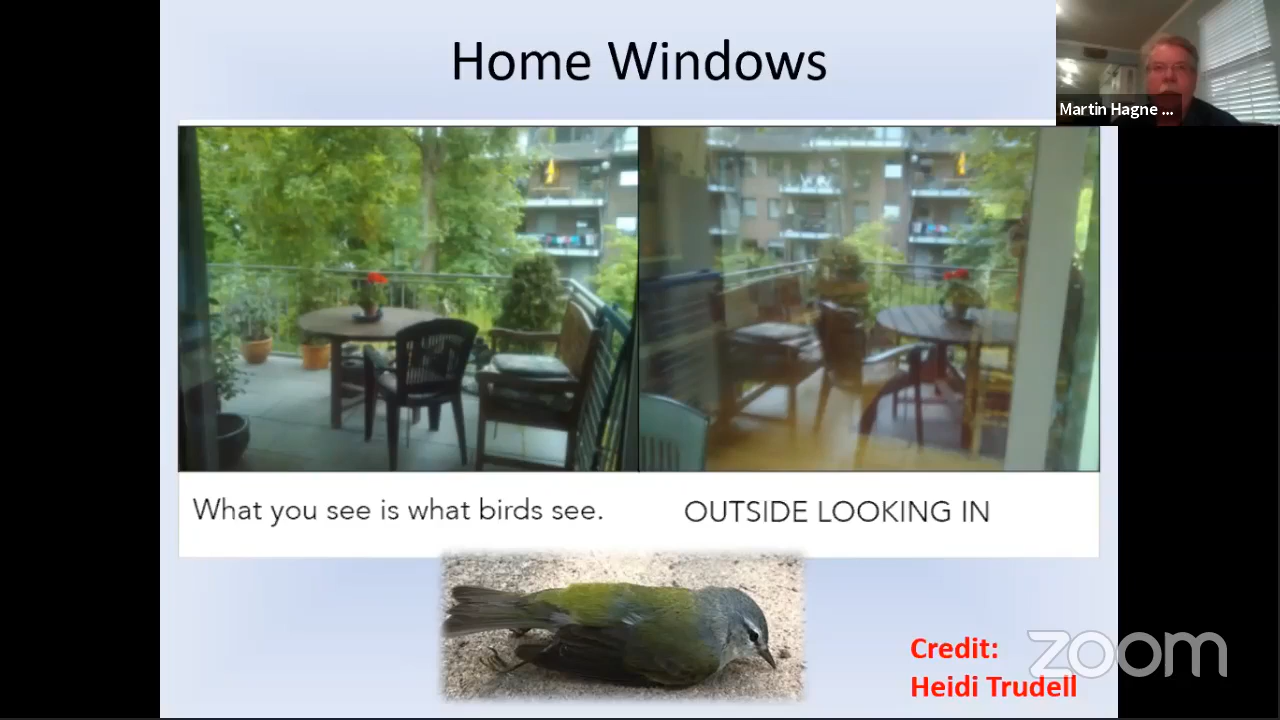 Home Windows
Martin Hagne ...
What you see is what birds see.
OUTSIDE LOOKING IN
Credit:
Heidi Trudell
zoom